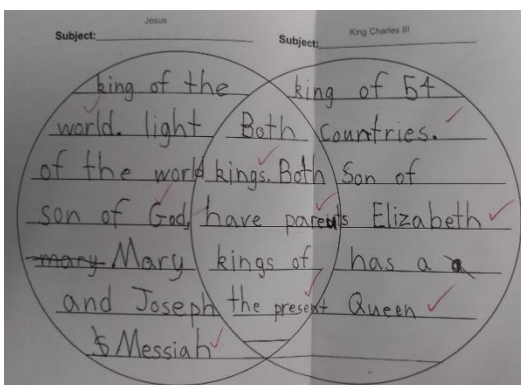 Jesus
Subject:
King Charles III
Subject:
king of the
world. light
of the world
son of God,
mary Mary
and Joseph
$ Messiah
Both
kings. Both
have parents
kings of
the present
king of 54
Countries.
Son of
Elizabeth
has a a
Queen